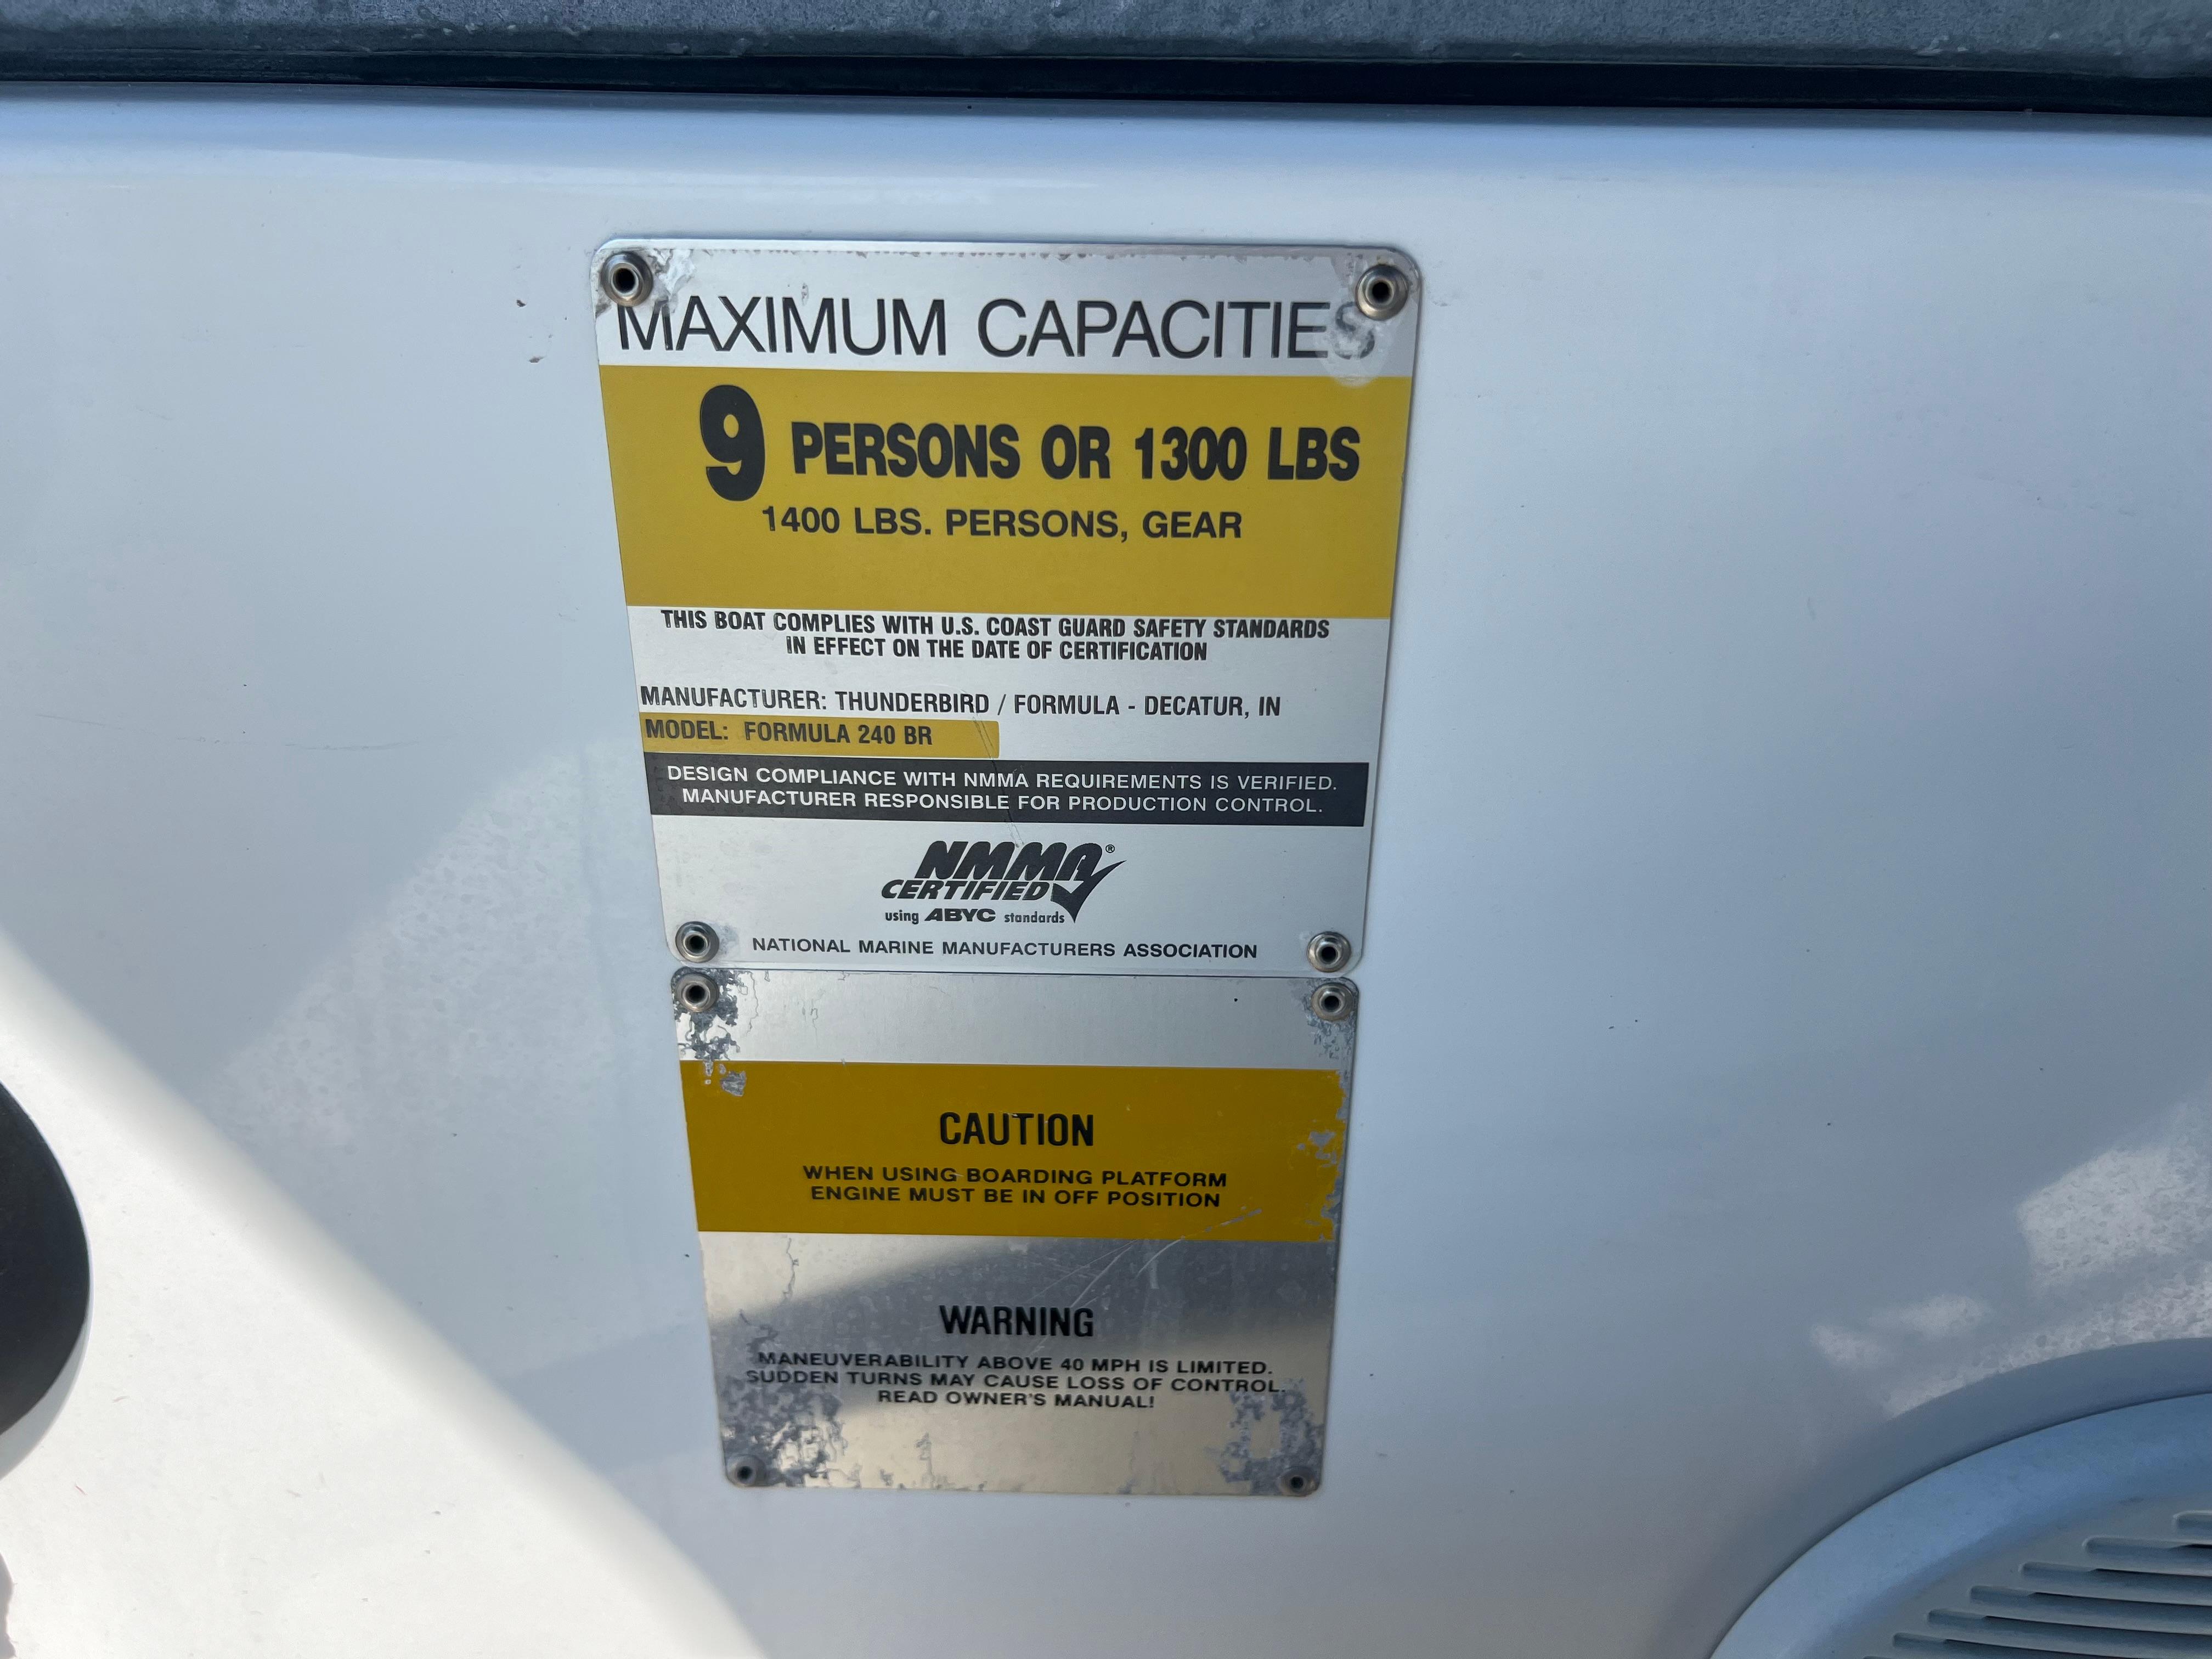 MAXIMUM CAPACITIES
9 PERSONS OR 1300 LBS
1400 LBS. PERSONS, GEAR
THIS BOAT COMPLIES WITH U.S. COAST GUARD SAFETY STANDARDS
IN EFFECT ON THE DATE OF CERTIFICATION
MANUFACTURER: THUNDERBIRD / FORMULA - DECATUR, IN
MODEL: FORMULA 240 BR
DESIGN COMPLIANCE WITH NMMA REQUIREMENTS IS VERIFIED.
MANUFACTURER RESPONSIBLE FOR PRODUCTION CONTROL.
NMMA®
CERTIFIED
using ABYC standards
NATIONAL MARINE MANUFACTURERS ASSOCIATION
CAUTION
WHEN USING BOARDING PLATFORM
ENGINE MUST BE IN OFF POSITION
WARNING
MANEUVERABILITY ABOVE 40 MPH IS LIMITED.
SUDDEN TURNS MAY CAUSE LOSS OF CONTROL.
READ OWNER'S MANUAL!